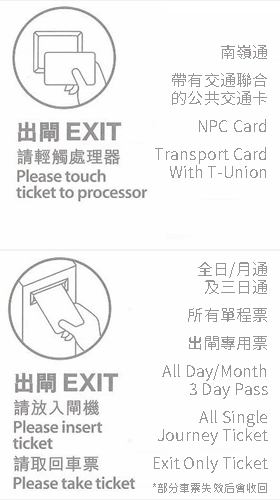 出閘 EXIT
請輕觸處理器
Please touch
ticket to processor
南嶺通
帶有交通聯合
的公共交通卡
NPC Card
Transport Card
With T-Union
出閘 EXIT
請放入閘機
Please insert
ticket
請取回車票
Please take ticket
全日/月通
及三日通
所有單程票
出閘專用票
All Day/Month
3 Day Pass
All Single
Journey Ticket
Exit Only Ticket
*部分車票失效后會收回